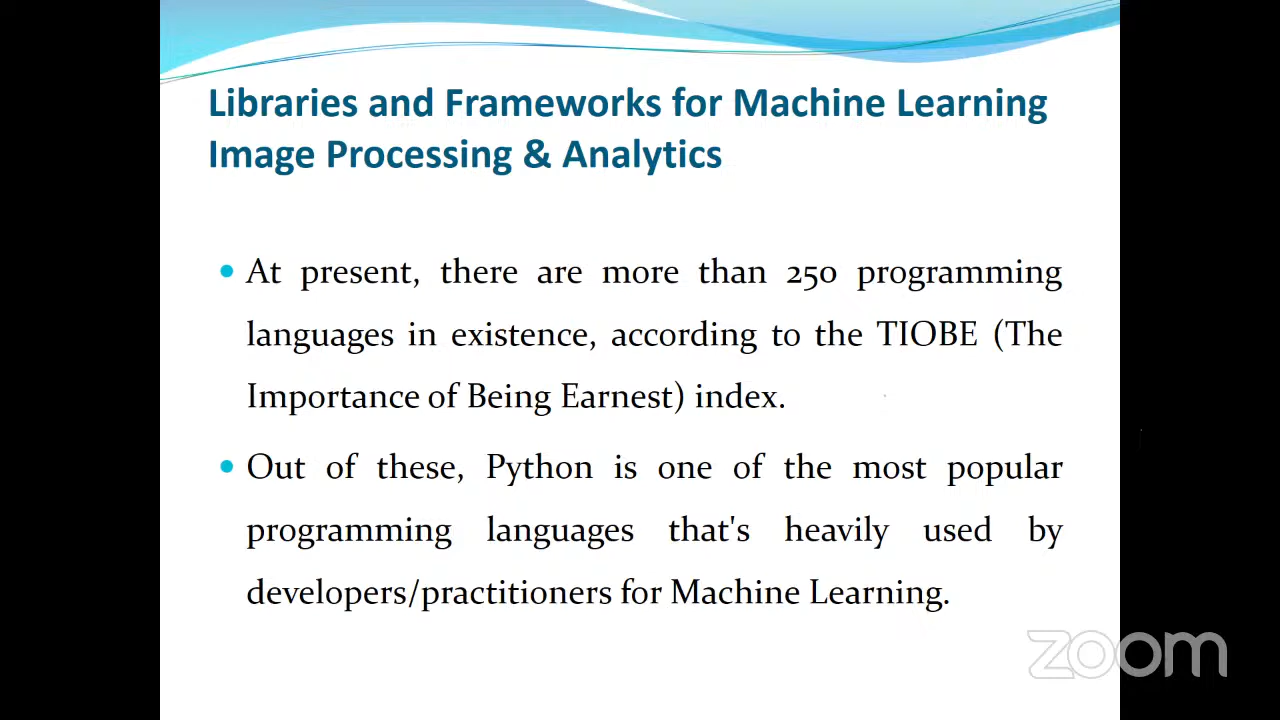 Libraries and Frameworks for Machine Learning
Image Processing & Analytics
• At present, there are more than 250 programming
languages in existence, according to the TIOBE (The
Importance of Being Earnest) index.
• Out of these, Python is one of the most popular
programming languages that's heavily used by
developers/practitioners for Machine Learning.
zoom